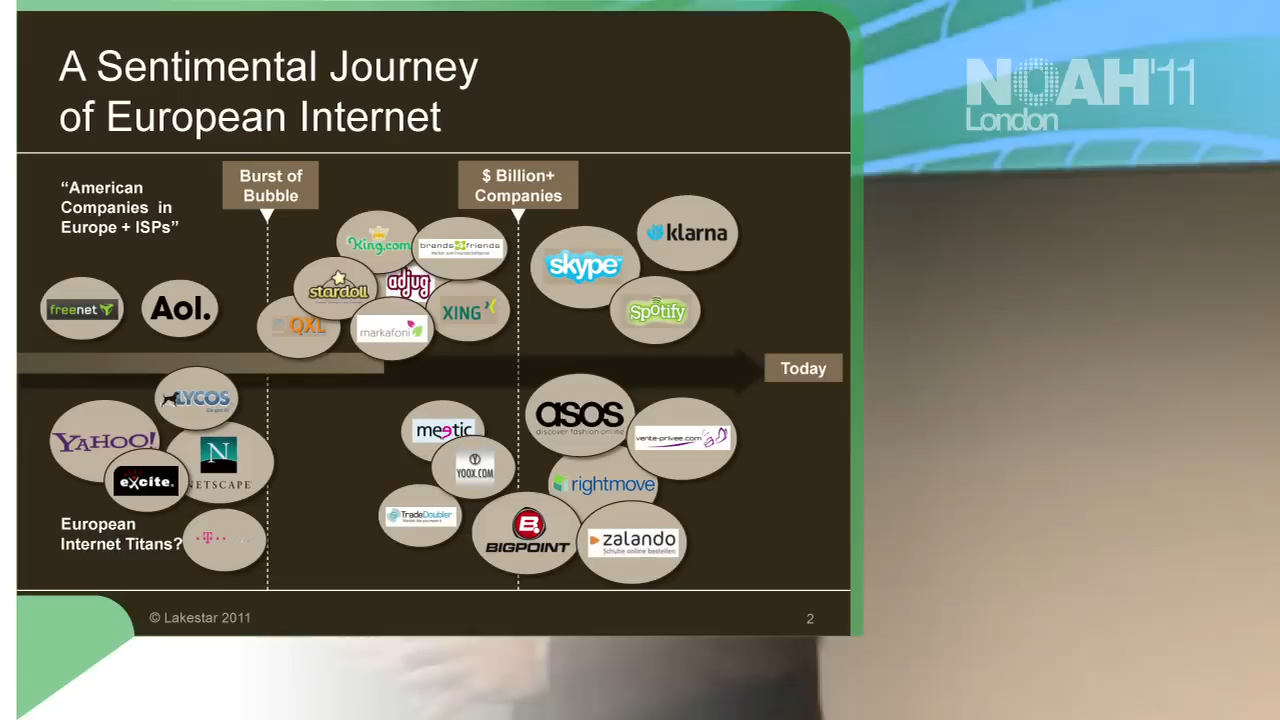 A Sentimental Journey
of European Internet
NOAH'11
London
"American
Companies in
Europe + ISPs"
Burst of
Bubble
$ Billion+
Companies
King.com
brands4friends
klarna
skype
stardoll
adjug
freenet
Aol.
QXL
XING
markafoni
Spotify
Today
LYCOS
YAHOO!
meetic
asos
discover fashion online
vente-privee.com
N
NETSCAPE
excite.
YOOX.COM
rightmove
TradeDoubler
B.
BIGPOINT
zalando
Schuhe online bestellen
European
Internet Titans?
T
© Lakestar 2011
2